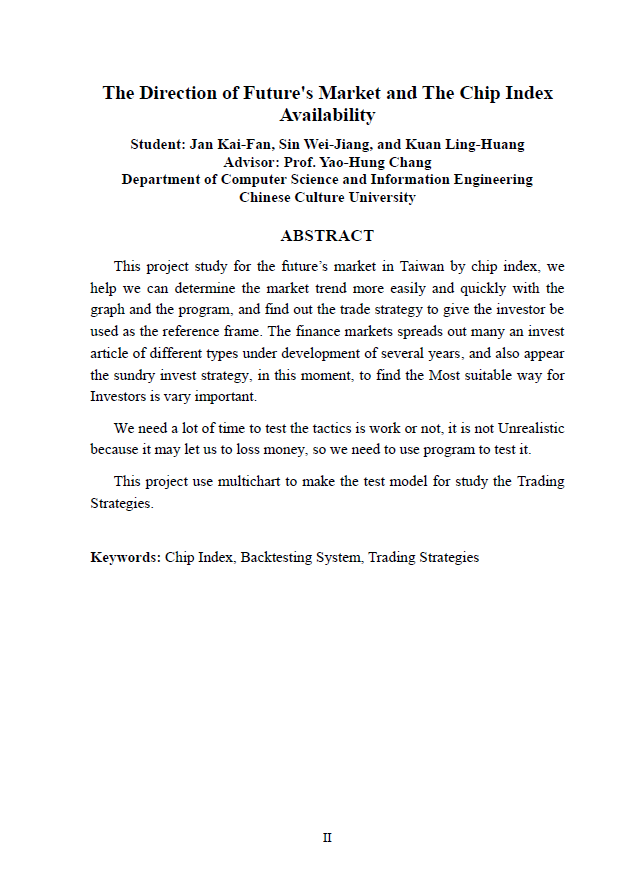 The Direction of Future's Market and The Chip Index
Availability
Student: Jan Kai-Fan, Sin Wei-Jiang, and Kuan Ling-Huang
Advisor: Prof. Yao-Hung Chang
Department of Computer Science and Information Engineering
Chinese Culture University
ABSTRACT
This project study for the future’s market in Taiwan by chip index, we
help we can determine the market trend more easily and quickly with the
graph and the program, and find out the trade strategy to give the investor be
used as the reference frame. The finance markets spreads out many an invest
article of different types under development of several years, and also appear
the sundry invest strategy, in this moment, to find the Most suitable way for
Investors is vary important.
We need a lot of time to test the tactics is work or not, it is not Unrealistic
because it may let us to loss money, so we need to use program to test it.
This project use multichart to make the test model for study the Trading
Strategies.
Keywords: Chip Index, Backtesting System, Trading Strategies
II